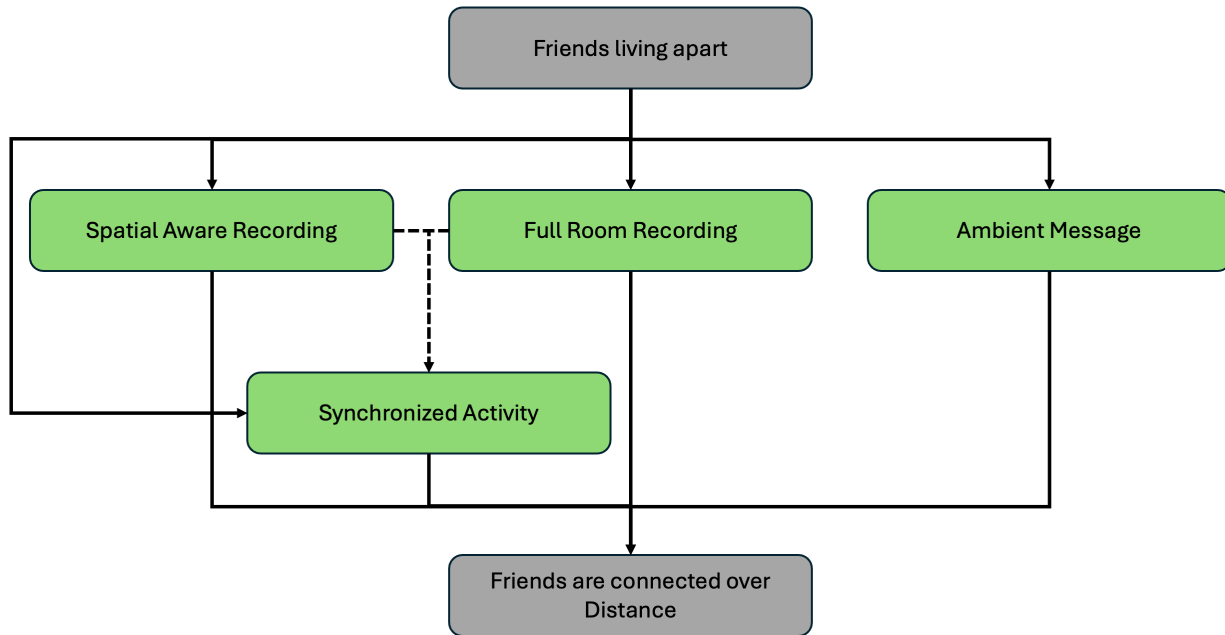 Friends living apart
Spatial Aware Recording
Full Room Recording
Ambient Message
Synchronized Activity
Friends are connected over
Distance